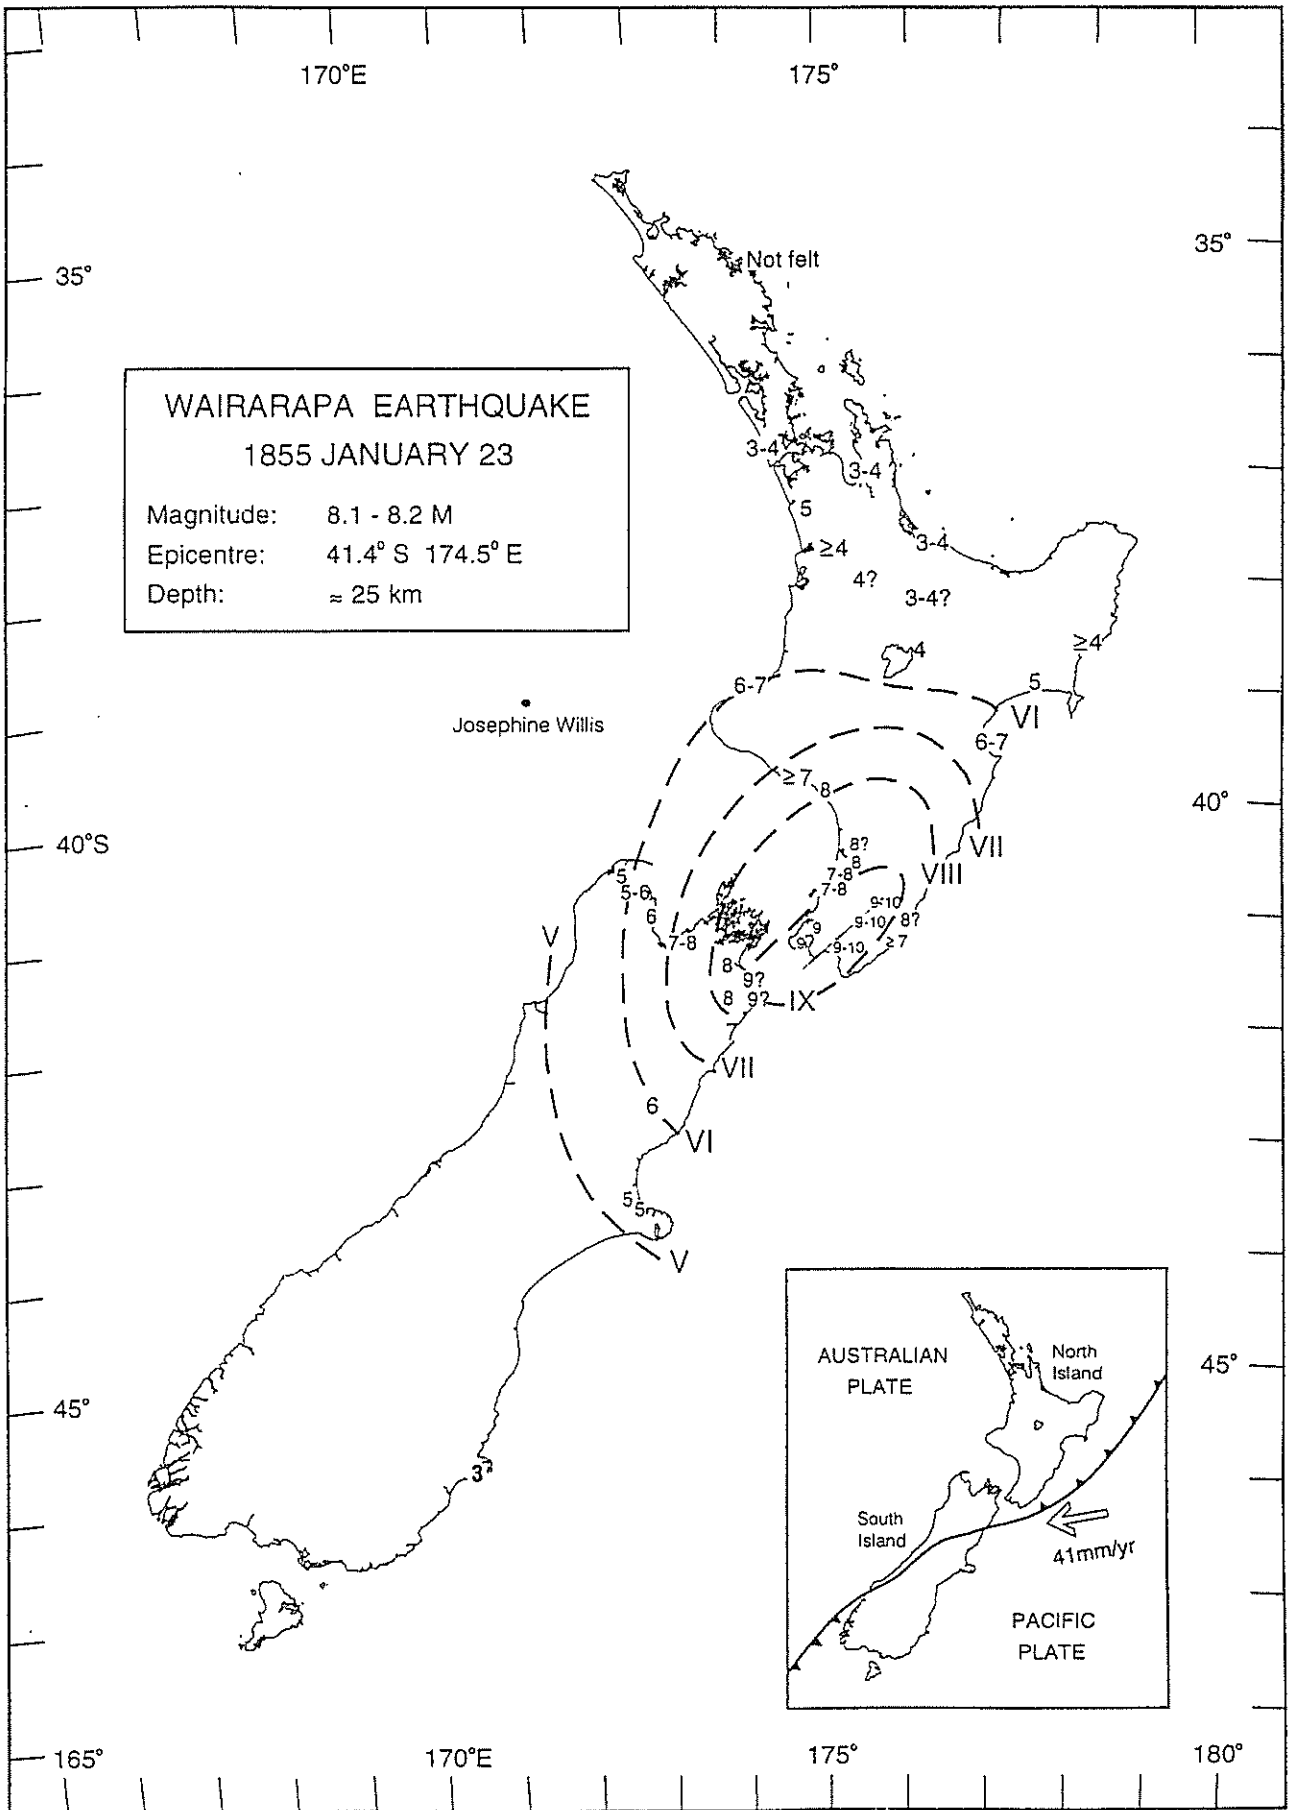 170°E 175°
35°
35°
Not felt
WAIRARAPA EARTHQUAKE
1855 JANUARY 23
Magnitude: 8.1 - 8.2 M
Epicentre: 41.4° S 174.5° E
Depth: ≈ 25 km
3-4
3-4
5
≥4
3-4
4?
3-4?
4
≥4
5
6-7
VI
Josephine Willis
6-7
≥7
8
40°
40°S
VII
8?
8
VIII
7-8
7-8
5
5-6
6
9-10
9-10
8?
9
9?
9-10
≥7
7-8
V
8
9?
8
9?
IX
7
VII
6
VI
5
5
V
45°
45°
3
AUSTRALIAN
PLATE
North
Island
South
Island
41mm/yr
PACIFIC
PLATE
165° 170°E 175° 180°